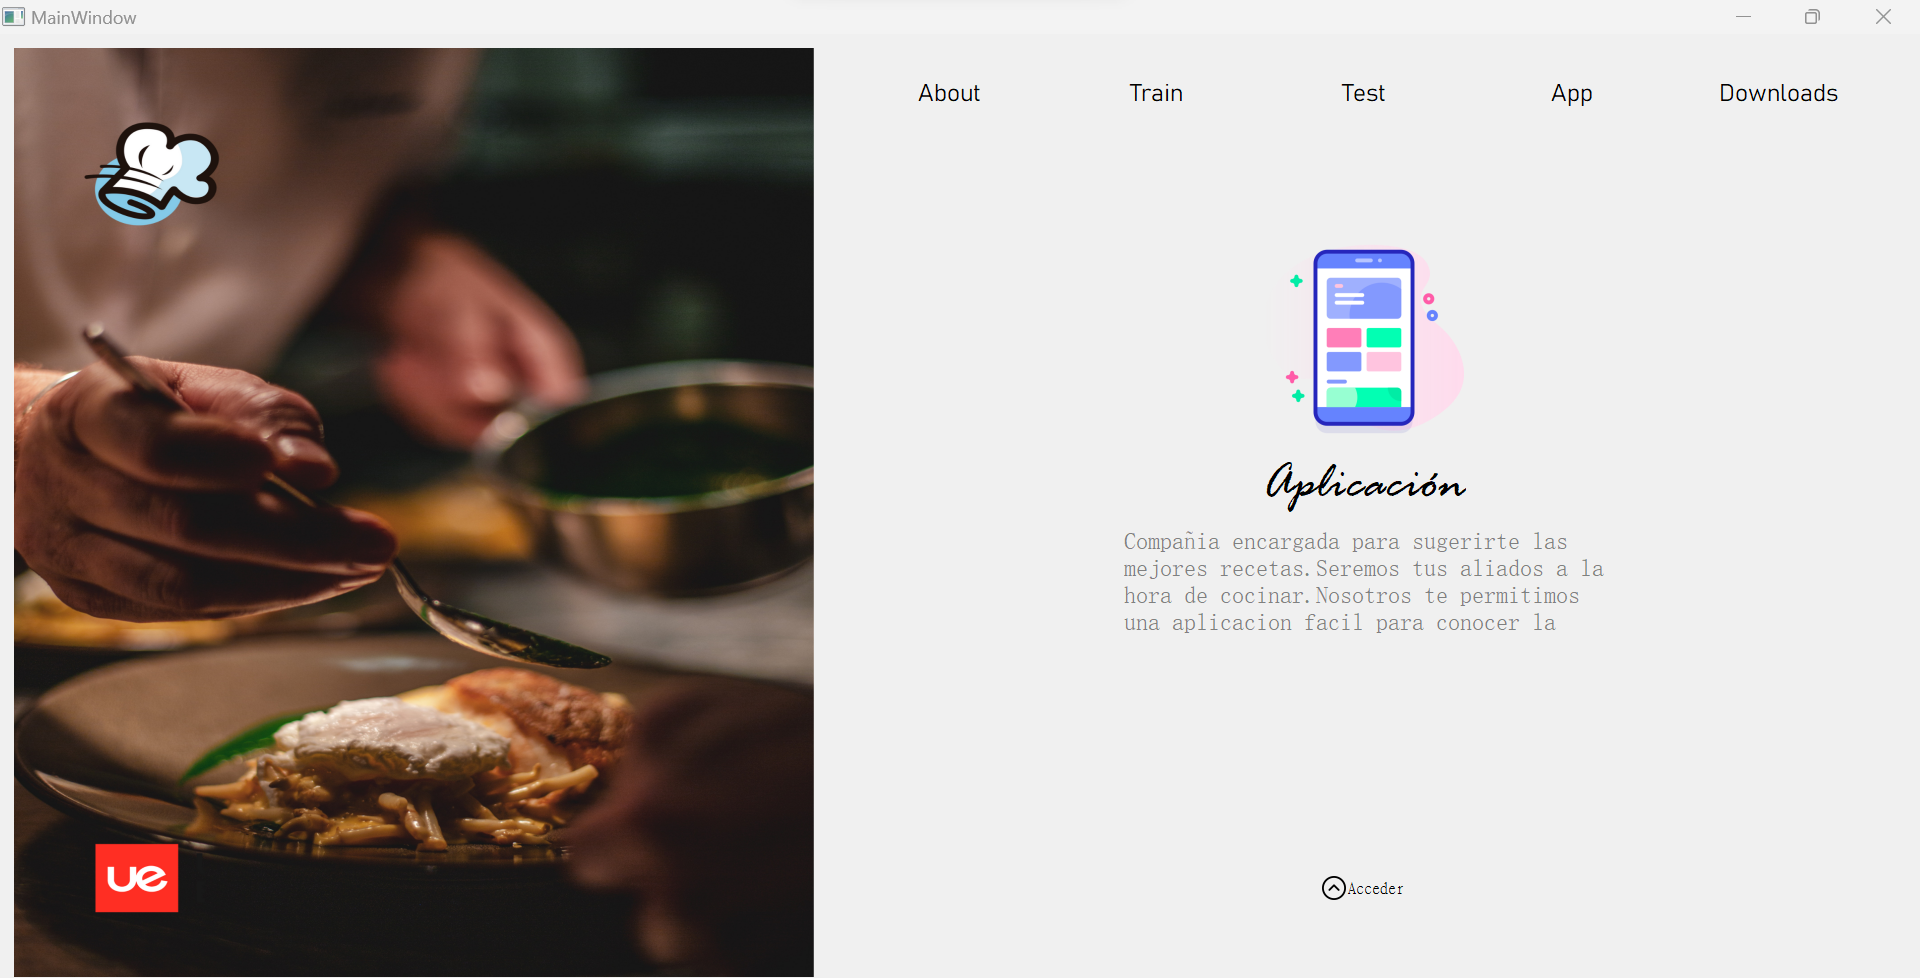 MainWindow
About Train Test App Downloads
Aplicación
Compañia encargada para sugerirte las
mejores recetas.Seremos tus aliados a la
hora de cocinar.Nosotros te permitimos
una aplicacion facil para conocer la
ue
Acceder